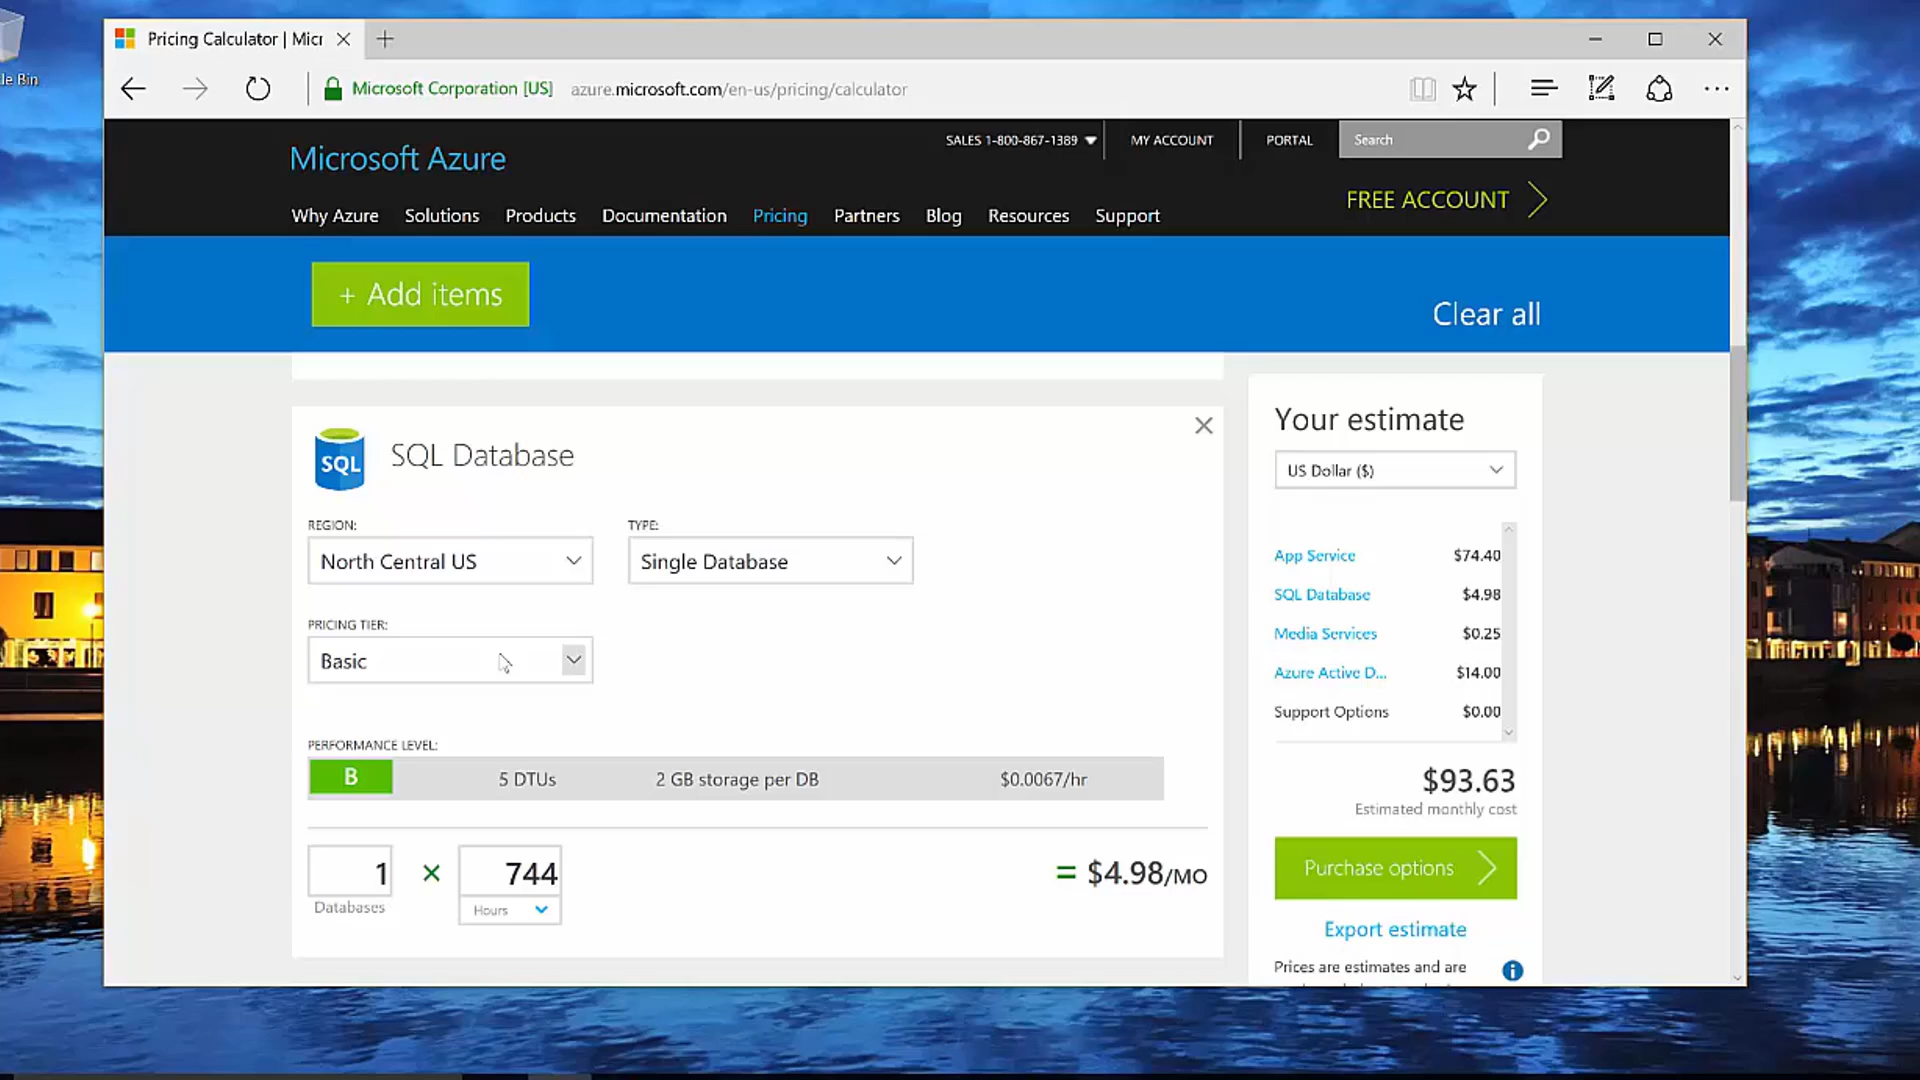 le Bin
Pricing Calculator | Micr
Microsoft Corporation [US] azure.microsoft.com/en-us/pricing/calculator
SALES 1-800-867-1389 MY ACCOUNT PORTAL Search
Microsoft Azure
FREE ACCOUNT
Why Azure Solutions Products Documentation Pricing Partners Blog Resources Support
+ Add items
Clear all
SQL
SQL Database
REGION: TYPE:
North Central US Single Database
PRICING TIER:
Basic
PERFORMANCE LEVEL:
B 5 DTUs 2 GB storage per DB $0.0067/hr
1 × 744 = $4.98/MO
Databases Hours
Your estimate
US Dollar ($)
App Service $74.40
SQL Database $4.98
Media Services $0.25
Azure Active D... $14.00
Support Options $0.00
$93.63
Estimated monthly cost
Purchase options
Export estimate
Prices are estimates and are